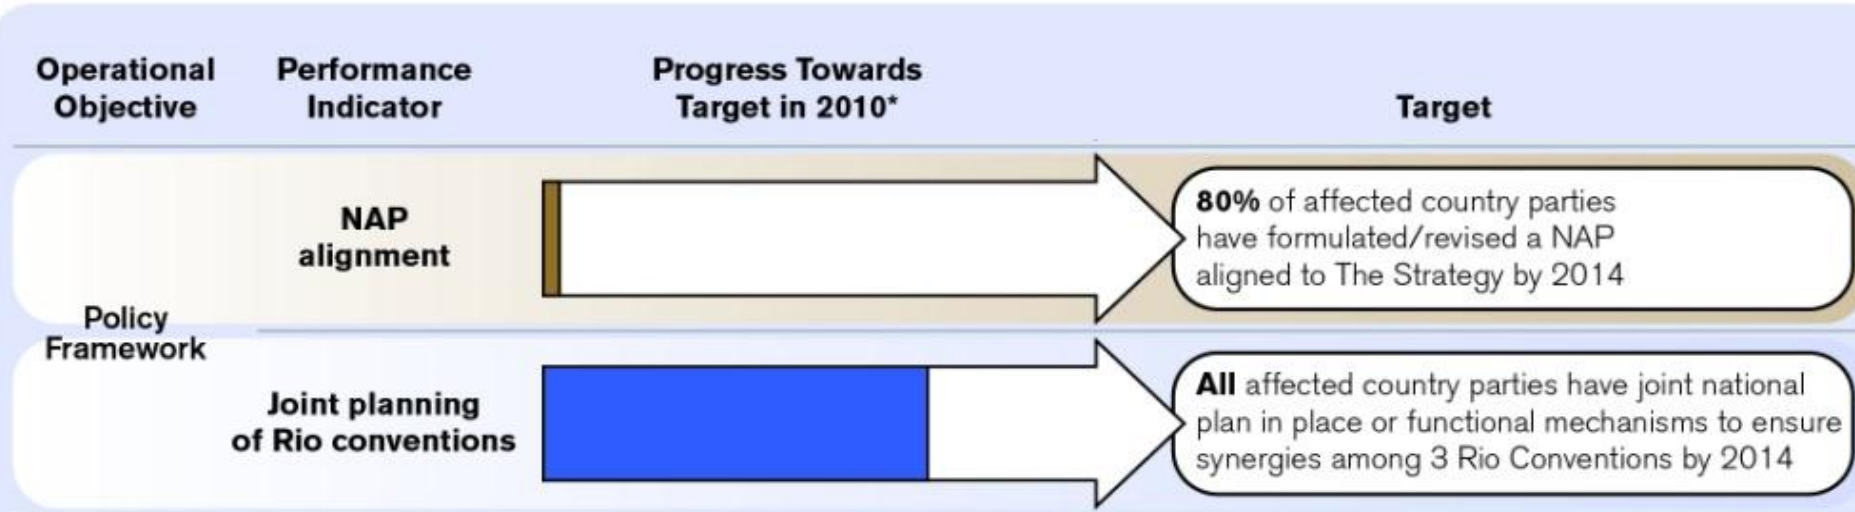 Operational
Objective
Performance
Indicator
Progress Towards
Target in 2010*
Target
Policy
Framework
NAP
alignment
80% of affected country parties
have formulated/revised a NAP
aligned to The Strategy by 2014
Joint planning
of Rio conventions
All affected country parties have joint national
plan in place or functional mechanisms to ensure
synergies among 3 Rio Conventions by 2014